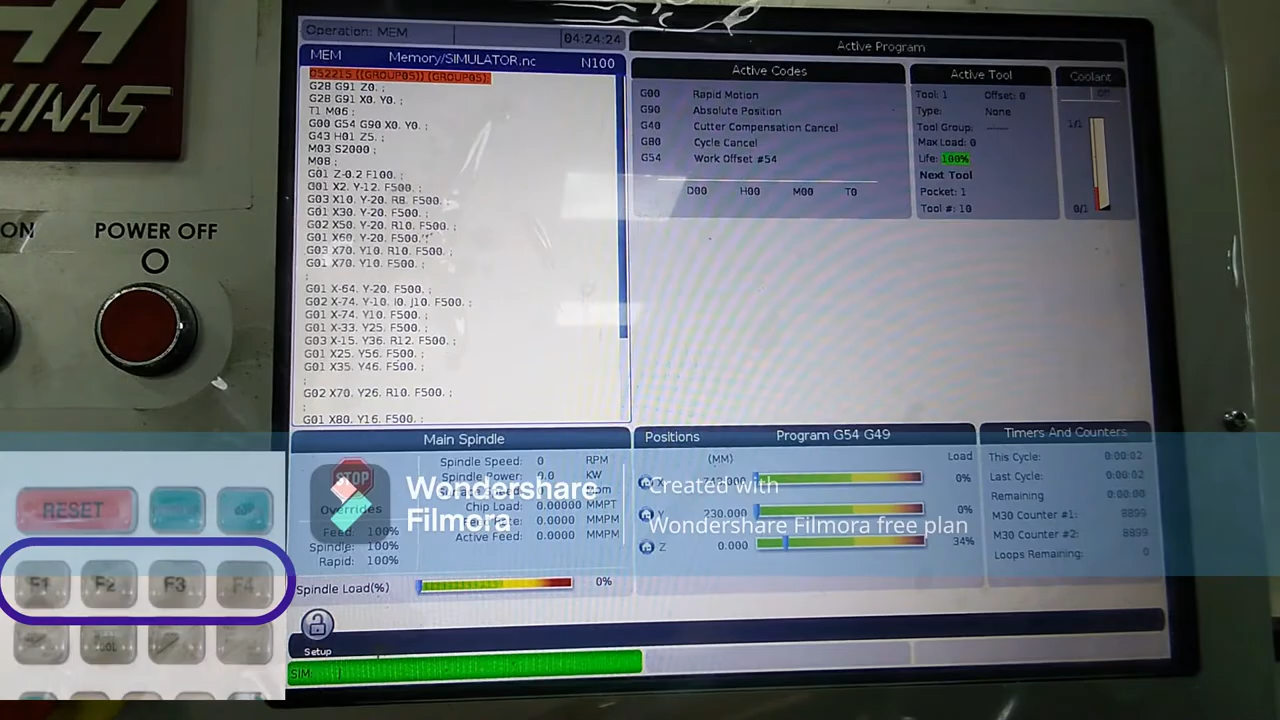 HAAS
ON
POWER OFF
Operation: MEM
04:24:24
MEM Memory/SIMULATOR.nc N100
O52215 ((GROUP05)) (GROUP05)
G28 G91 Z0. ;
G28 G91 X0. Y0. ;
T1 M06 ;
G00 G54 G90 X0. Y0. ;
G43 H01 Z5. ;
M03 S2000 ;
M08 ;
G01 Z-0.2 F100. ;
G01 X2. Y-12. F500. ;
G03 X10. Y-20. R8. F500. ;
G01 X30. Y-20. F500. ;
G02 X50. Y-20. R10. F500. ;
G01 X60. Y-20. F500. ;
G03 X70. Y10. R10. F500. ;
G01 X70. Y10. F500. ;
;
G01 X-64. Y-20. F500. ;
G02 X-74. Y-10. I0. J10. F500. ;
G01 X-74. Y10. F500. ;
G01 X-33. Y25. F500. ;
G03 X-15. Y36. R12. F500. ;
G01 X25. Y56. F500. ;
G01 X35. Y46. F500. ;
;
G02 X70. Y26. R10. F500. ;
;
G01 X80. Y16. F500. ;
Active Program
Active Codes
G00 Rapid Motion
G90 Absolute Position
G40 Cutter Compensation Cancel
G80 Cycle Cancel
G54 Work Offset #54
D00 H00 M00 T0
Active Tool
Tool: 1 Offset: 0
Type: None
Tool Group: -----
Max Load: 0
Life: 100%
Next Tool
Pocket: 1
Tool #: 10
Coolant
Off
1/1
0/1
Main Spindle
STOP
Spindle Speed: 0 RPM
Spindle Power: 0.0 KW
Chip Load: 0.00000 MMPT
0.0000 MMPM
Active Feed: 0.0000 MMPM
Overrides
Feed: 100%
Spindle: 100%
Rapid: 100%
Spindle Load(%) 0%
Positions Program G54 G49
(MM) Load
X 0%
Y 230.000 0%
Z 0.000 34%
Timers And Counters
This Cycle: 0:00:02
Last Cycle: 0:00:02
Remaining 0:00:00
M30 Counter #1: 8899
M30 Counter #2: 8899
Loops Remaining: 0
Wondershare
Filmora
Created with
Wondershare Filmora free plan
Setup
SIM:
RESET
F1 F2 F3 F4